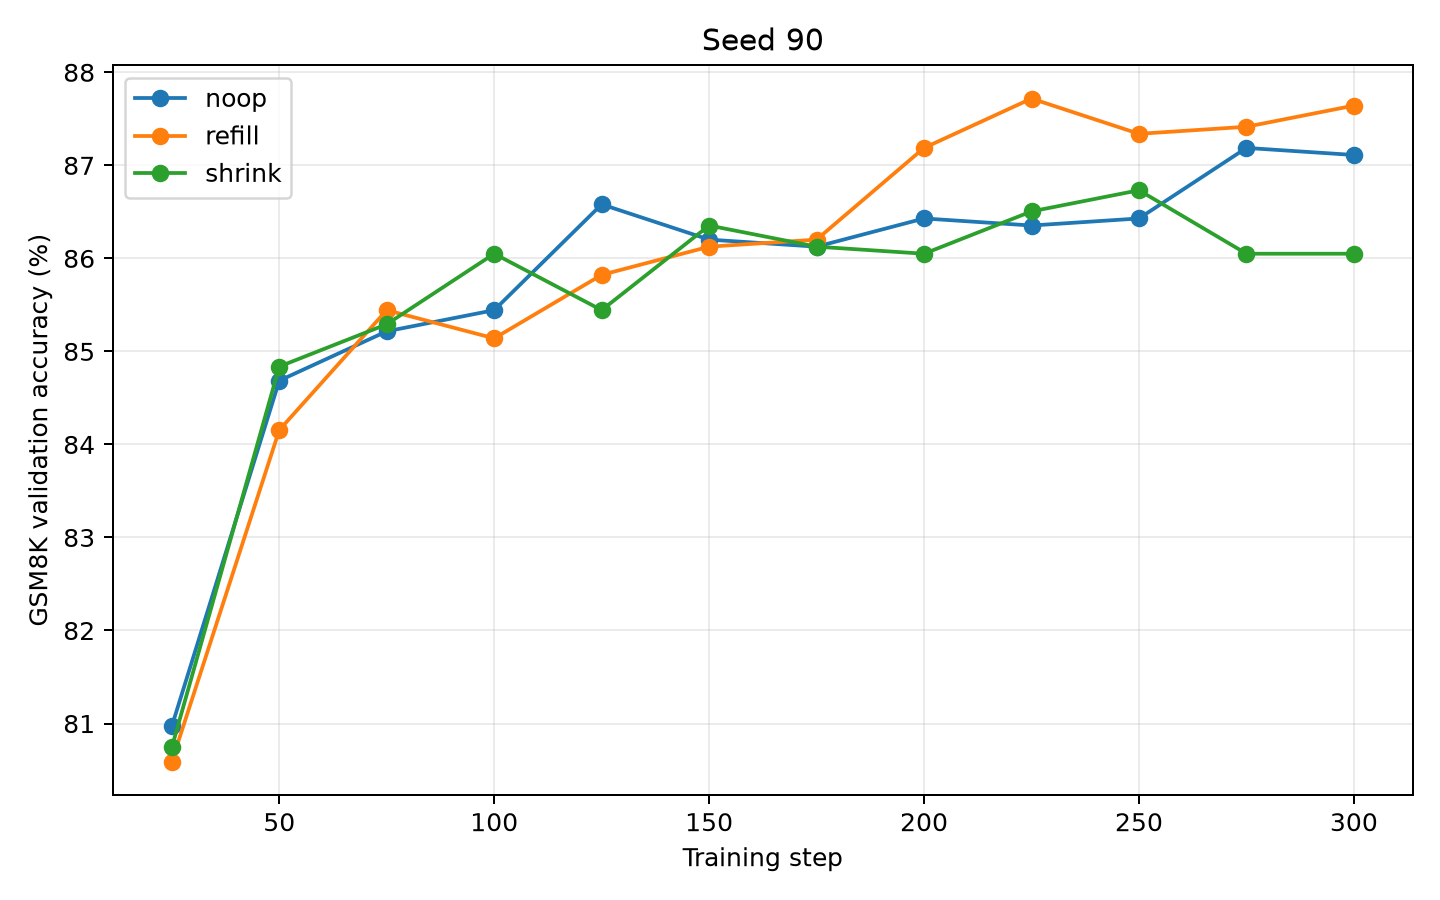 Seed 90
88
87
86
85
84
83
82
81
GSM8K validation accuracy (%)
noop
refill
shrink
50
100
150
200
250
300
Training step